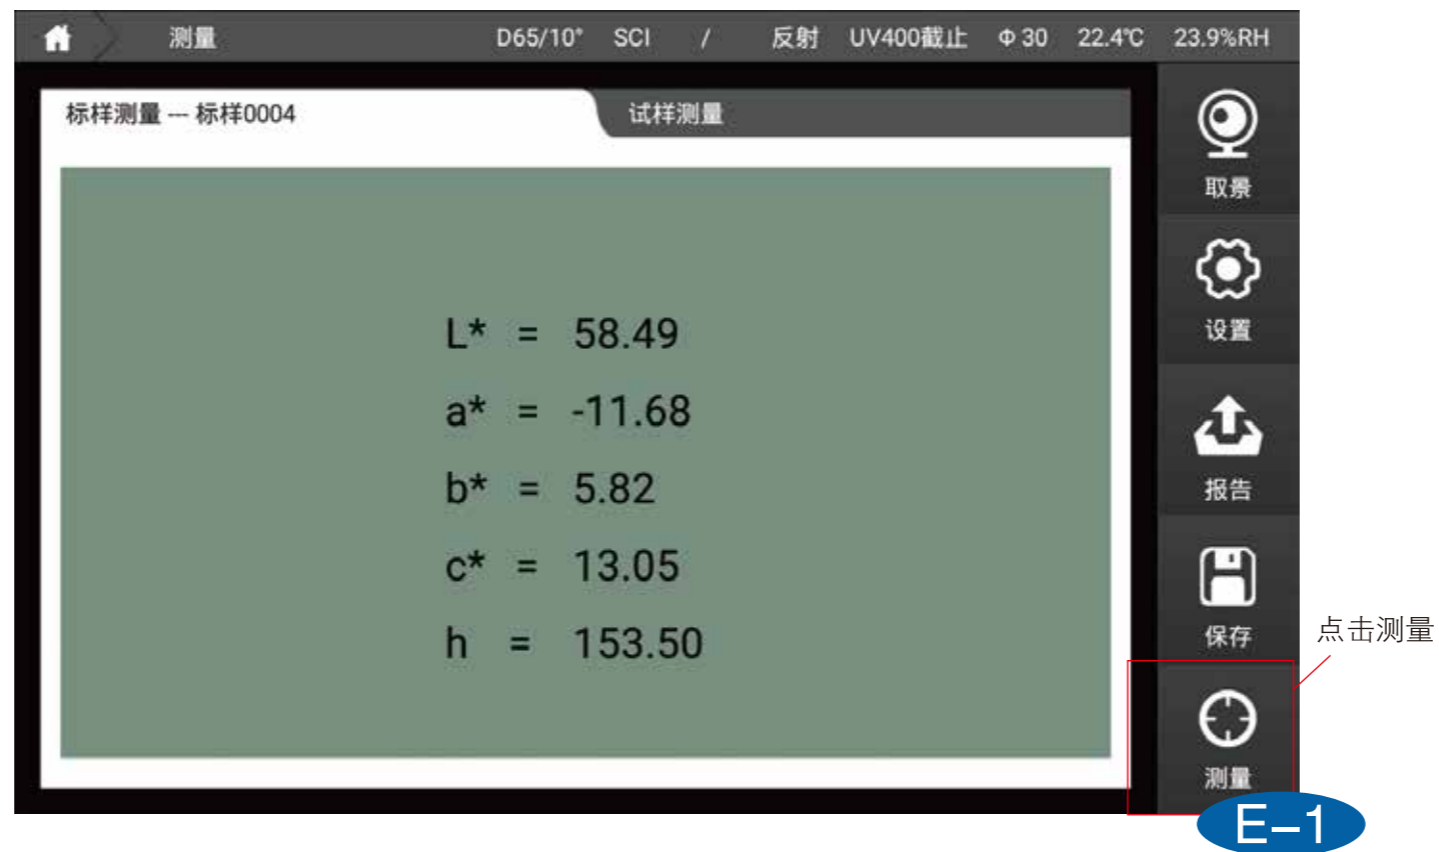 测量 D65/10° SCI / 反射 UV400截止 Φ 30 22.4℃ 23.9%RH
标样测量 --- 标样0004
试样测量
L* = 58.49
a* = -11.68
b* = 5.82
c* = 13.05
h = 153.50
取景
设置
报告
保存
测量
点击测量
E-1